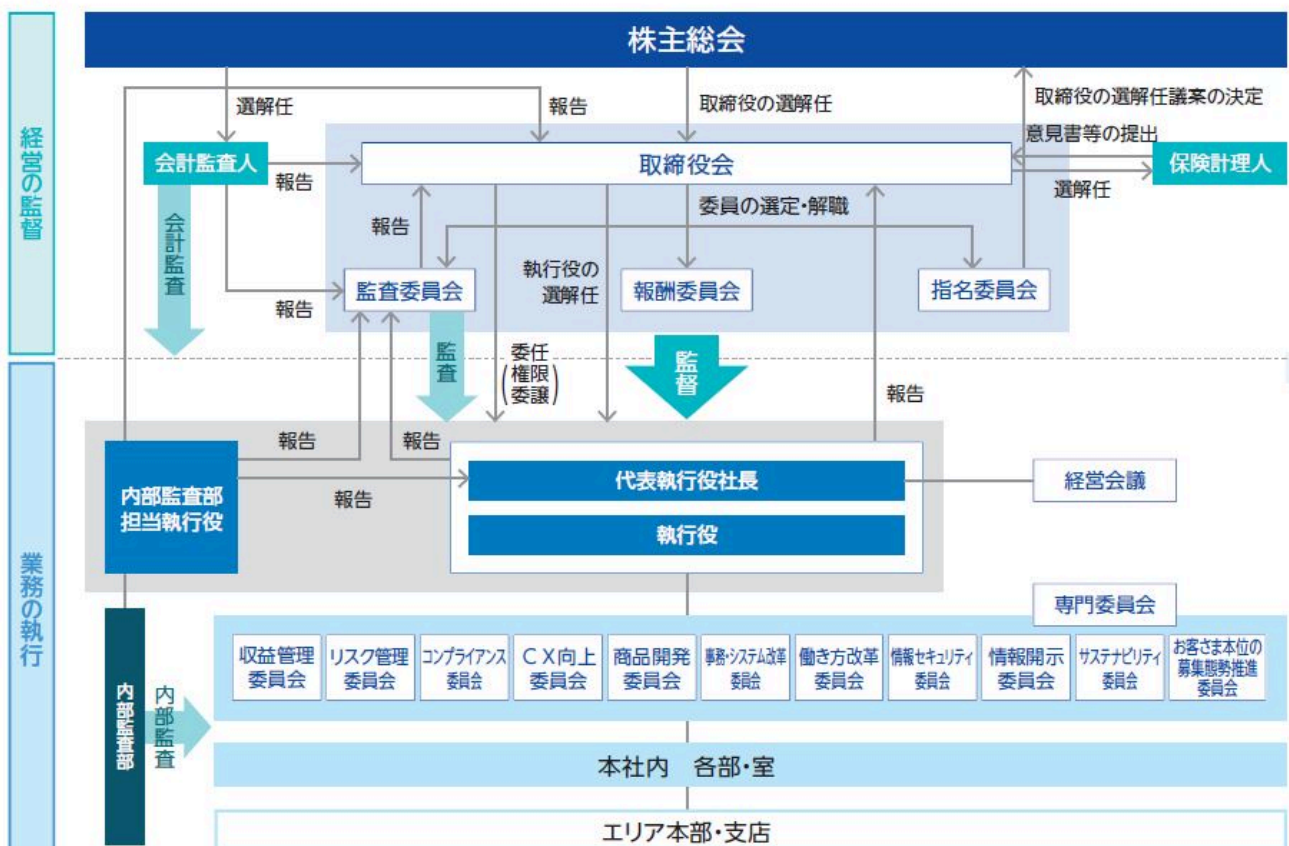 株主総会
経営の監督
選解任
報告
取締役の選解任
取締役の選解任議案の決定
意見書等の提出
会計監査人
報告
取締役会
保険計理人
選解任
会計監査
報告
委員の選定・解職
執行役の
選解任
監査委員会
報酬委員会
指名委員会
報告
監査
委任
(権限)
委譲
監督
報告
業務の執行
報告
報告
内部監査部
担当執行役
報告
代表執行役社長
経営会議
執行役
専門委員会
収益管理
委員会
リスク管理
委員会
コンプライアンス
委員会
CX向上
委員会
商品開発
委員会
事務・システム改革
委員会
働き方改革
委員会
情報セキュリティ
委員会
情報開示
委員会
サステナビリティ
委員会
お客さま本位の
募集態勢推進
委員会
内部監査部
内部監査
本社内 各部・室
エリア本部・支店